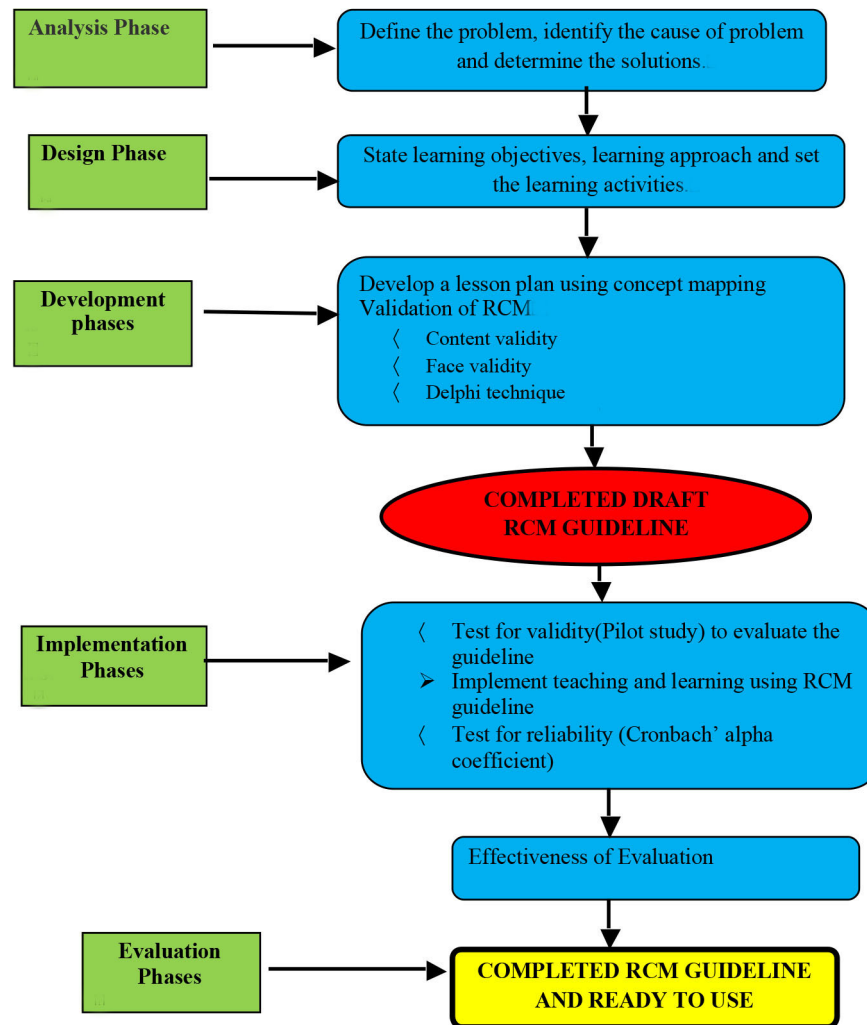 Analysis Phase
Define the problem, identify the cause of problem
and determine the solutions.
Design Phase
State learning objectives, learning approach and set
the learning activities.
Development
phases
Develop a lesson plan using concept mapping
Validation of RCM
〈 Content validity
〈 Face validity
〈 Delphi technique
COMPLETED DRAFT
RCM GUIDELINE
Implementation
Phases
〈 Test for validity(Pilot study) to evaluate the
guideline
➢ Implement teaching and learning using RCM
guideline
〈 Test for reliability (Cronbach’ alpha
coefficient)
Effectiveness of Evaluation
Evaluation
Phases
COMPLETED RCM GUIDELINE
AND READY TO USE